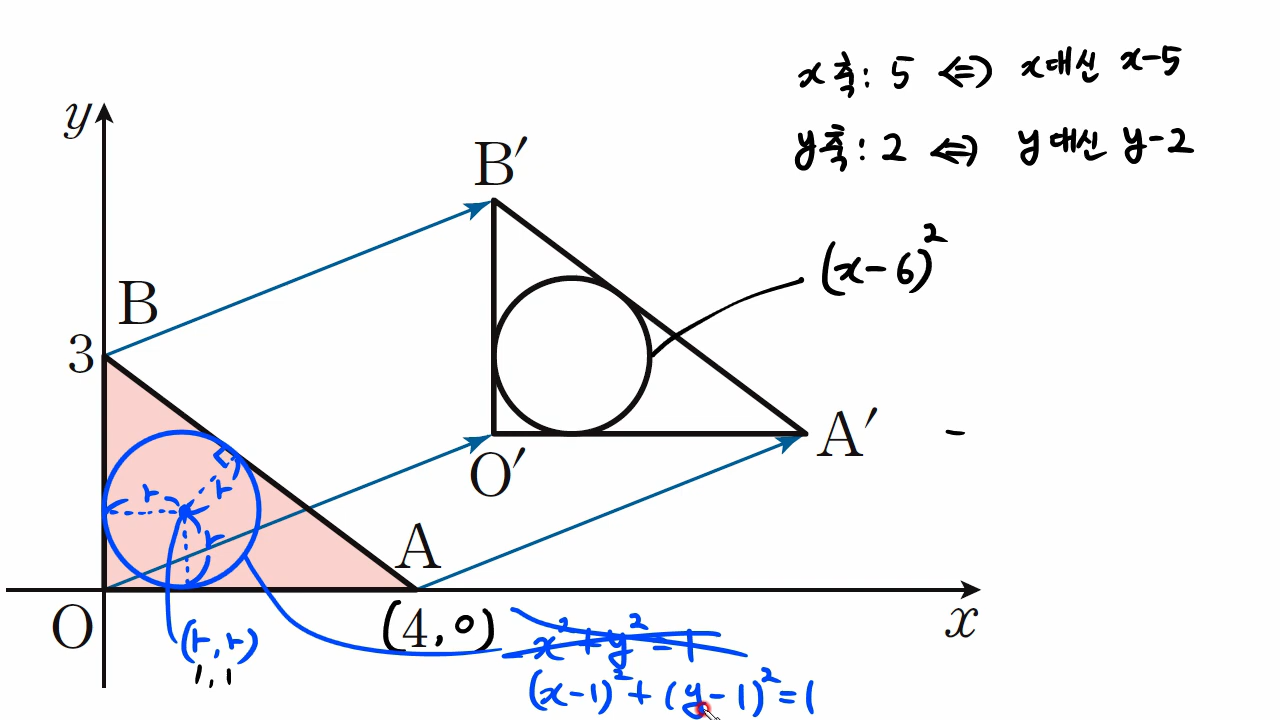 x축: 5 ⇔ x대신 x-5
y축: 2 ⇔ y대신 y-2
y
B′
(x-6)²
B
3
A′ -
O′
r r
r
A
O (r, r) (4,0) x
1, 1 x²+y²=1
(x-1)²+(y-1)²=1